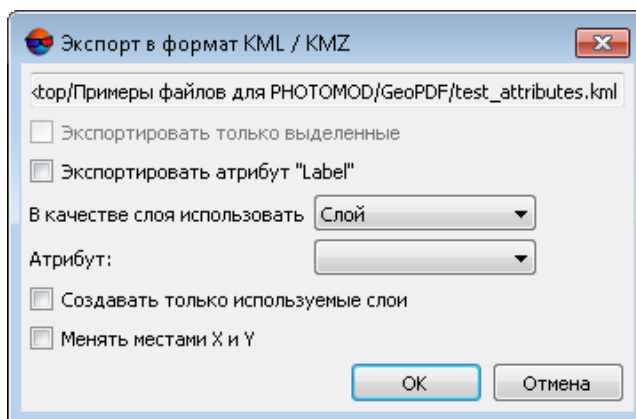 Экспорт в формат KML / KMZ
top/Примеры файлов для PHOTOMOD/GeoPDF/test_attributes.kml
Экспортировать только выделенные
Экспортировать атрибут "Label"
В качестве слоя использовать Слой
Атрибут:
Создавать только используемые слои
Менять местами X и Y
OK Отмена